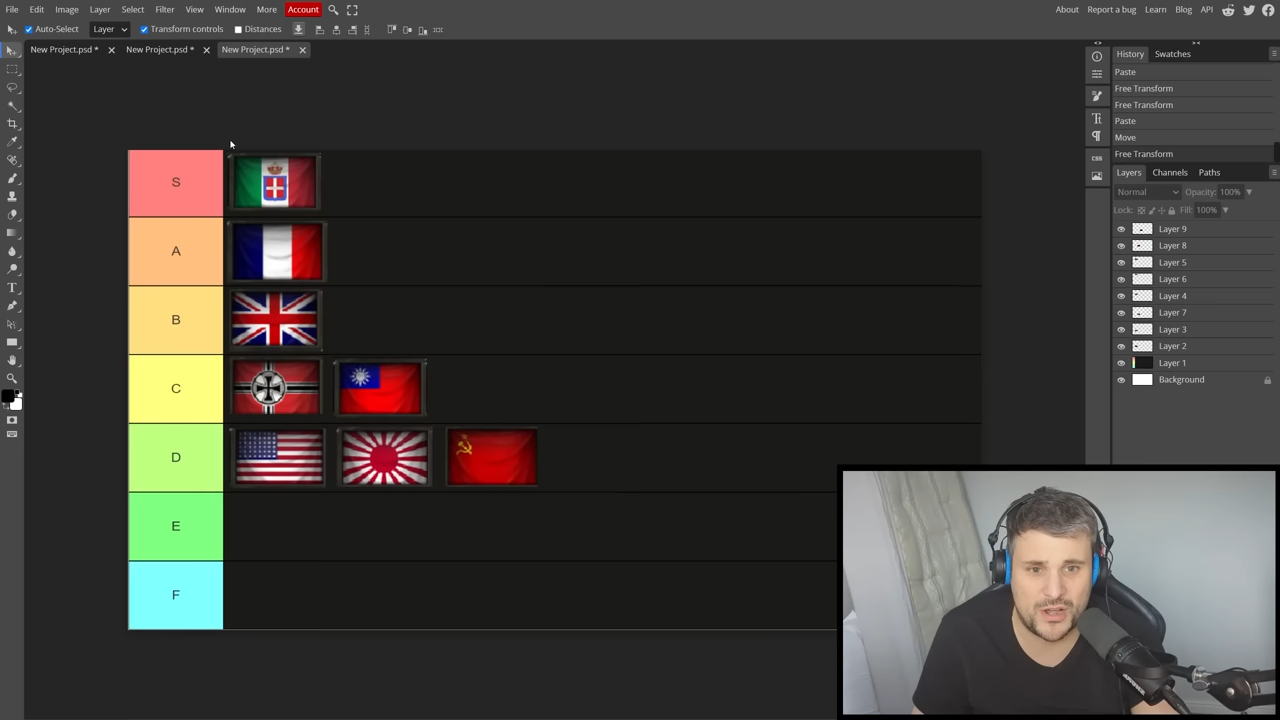 File Edit Image Layer Select Filter View Window More Account About Report a bug Learn Blog API
Auto-Select Layer Transform controls Distances
New Project.psd * New Project.psd * New Project.psd *
History Swatches
Paste
Free Transform
Free Transform
Paste
Move
Free Transform
Layers Channels Paths
Normal Opacity: 100%
Lock: Fill: 100%
Layer 9
Layer 8
Layer 5
Layer 6
Layer 4
Layer 7
Layer 3
Layer 2
Layer 1
Background
CSS
S
A
B
C
D
E
F